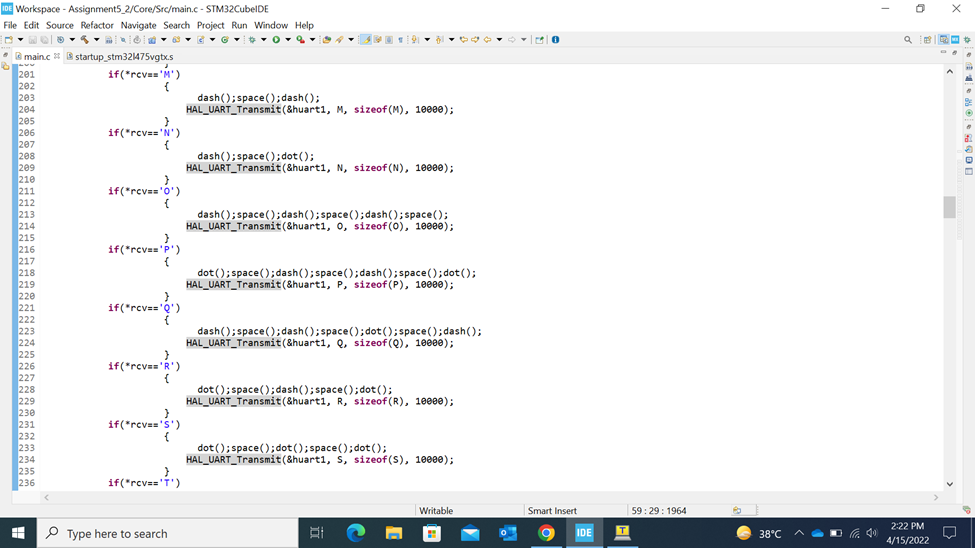 IDE Workspace - Assignment5_2/Core/Src/main.c - STM32CubeIDE
File Edit Source Refactor Navigate Search Project Run Window Help
main.c startup_stm32l475vgtx.s
201 if(*rcv=='M')
202 {
203 dash();space();dash();
204 HAL_UART_Transmit(&huart1, M, sizeof(M), 10000);
205 }
206 if(*rcv=='N')
207 {
208 dash();space();dot();
209 HAL_UART_Transmit(&huart1, N, sizeof(N), 10000);
210 }
211 if(*rcv=='O')
212 {
213 dash();space();dash();space();dash();space();
214 HAL_UART_Transmit(&huart1, O, sizeof(O), 10000);
215 }
216 if(*rcv=='P')
217 {
218 dot();space();dash();space();dash();space();dot();
219 HAL_UART_Transmit(&huart1, P, sizeof(P), 10000);
220 }
221 if(*rcv=='Q')
222 {
223 dash();space();dash();space();dot();space();dash();
224 HAL_UART_Transmit(&huart1, Q, sizeof(Q), 10000);
225 }
226 if(*rcv=='R')
227 {
228 dot();space();dash();space();dot();
229 HAL_UART_Transmit(&huart1, R, sizeof(R), 10000);
230 }
231 if(*rcv=='S')
232 {
233 dot();space();dot();space();dot();
234 HAL_UART_Transmit(&huart1, S, sizeof(S), 10000);
235 }
236 if(*rcv=='T')
Writable Smart Insert 59 : 29 : 1964
Type here to search IDE 38°C 2:22 PM
4/15/2022